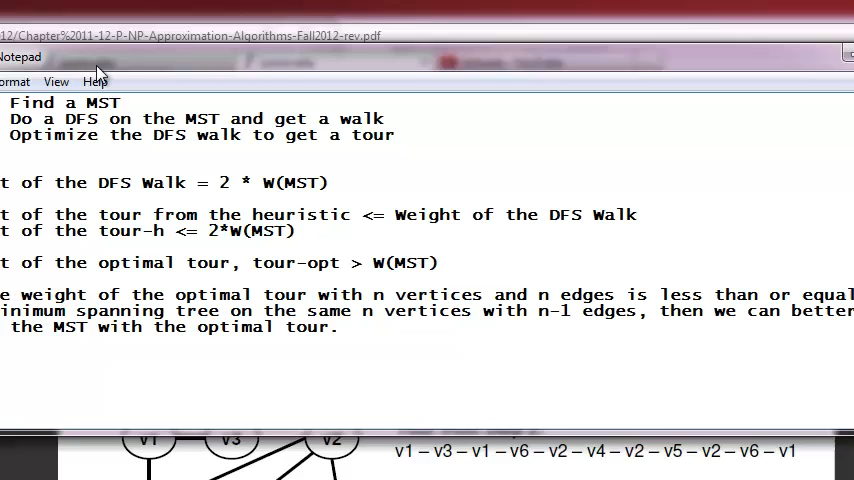 12/Chapter%2011-12-P-NP-Approximation-Algorithms-Fall2012-rev.pdf
Notepad
ormat View Help
Find a MST
Do a DFS on the MST and get a walk
Optimize the DFS walk to get a tour
t of the DFS Walk = 2 * W(MST)
t of the tour from the heuristic <= Weight of the DFS Walk
t of the tour-h <= 2*W(MST)
t of the optimal tour, tour-opt > W(MST)
e weight of the optimal tour with n vertices and n edges is less than or equal
inimum spanning tree on the same n vertices with n-1 edges, then we can better
the MST with the optimal tour.
v1 v3 v2
v1 – v3 – v1 – v6 – v2 – v4 – v2 – v5 – v2 – v6 – v1